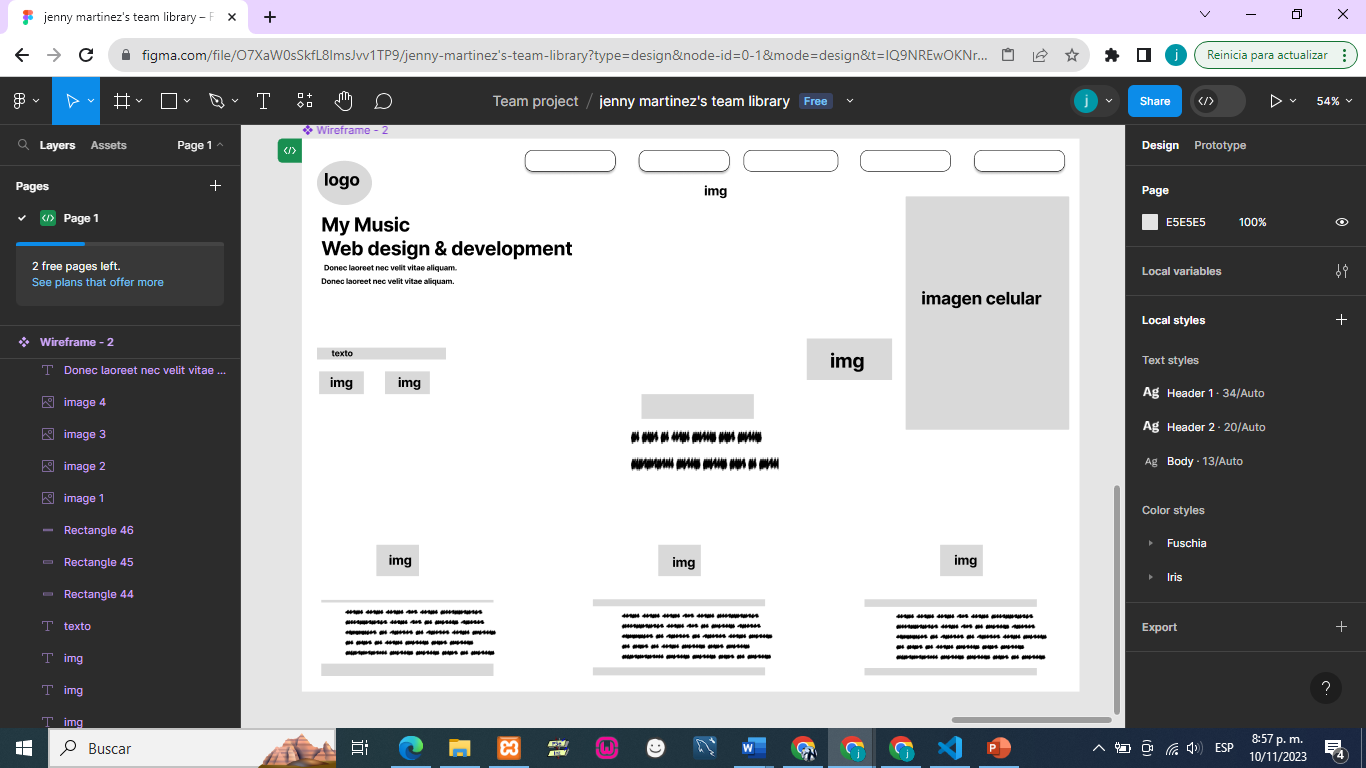 jenny martinez's team library – F
figma.com/file/O7XaW0sSkfL8ImsJvv1TP9/jenny-martinez's-team-library?type=design&node-id=0-1&mode=design&t=IQ9NREwOKNr...
j
Reinicia para actualizar
Team project / jenny martinez's team library Free
j
Share
54%
Layers
Assets
Page 1
Pages
Page 1
2 free pages left.
See plans that offer more
Wireframe - 2
Donec laoreet nec velit vitae ...
image 4
image 3
image 2
image 1
Rectangle 46
Rectangle 45
Rectangle 44
texto
img
img
img
Wireframe - 2
logo
img
My Music
Web design & development
Donec laoreet nec velit vitae aliquam.
Donec laoreet nec velit vitae aliquam.
imagen celular
texto
img
img
img
img
img
img
Design
Prototype
Page
E5E5E5
100%
Local variables
Local styles
Text styles
Ag Header 1 · 34/Auto
Ag Header 2 · 20/Auto
Ag Body · 13/Auto
Color styles
Fuschia
Iris
Export
?
Buscar
ESP
8:57 p. m.
10/11/2023
4